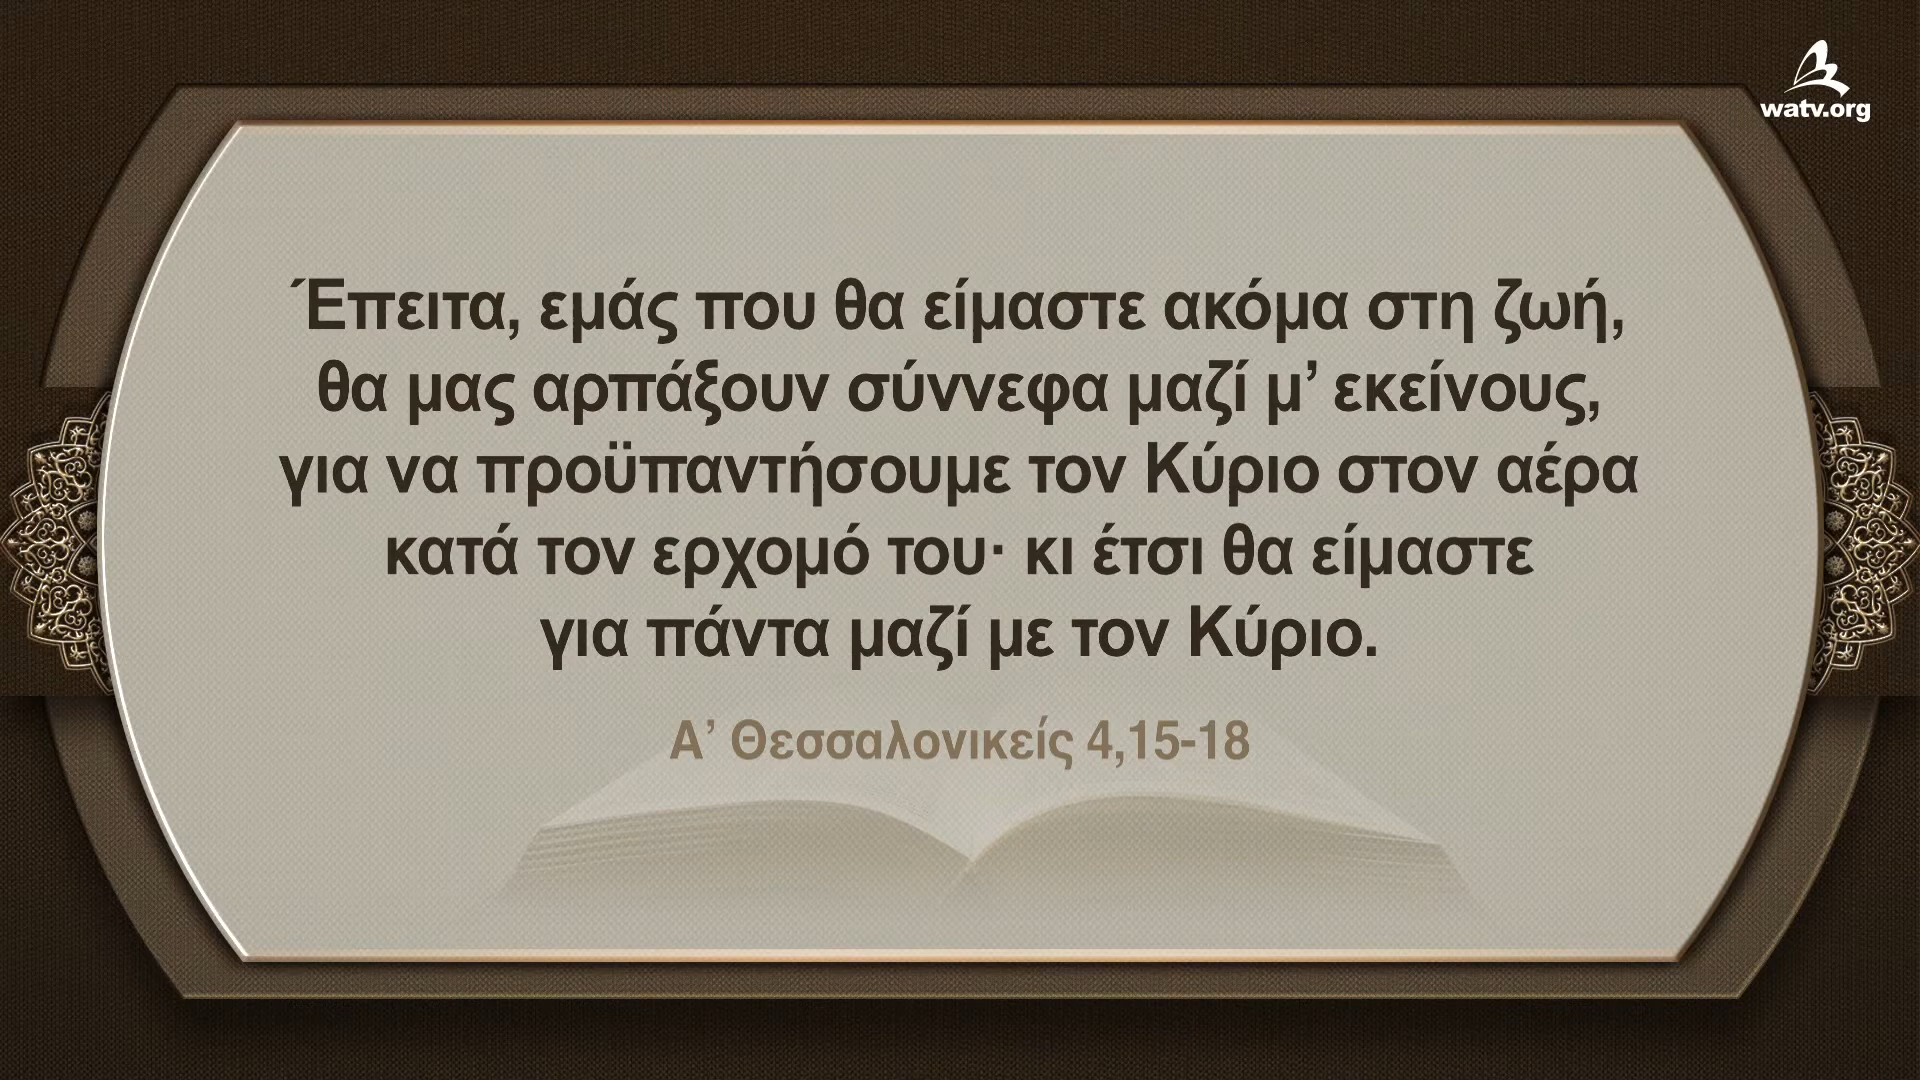 watv.org
Έπειτα, εμάς που θα είμαστε ακόμα στη ζωή,
θα μας αρπάξουν σύννεφα μαζί μ’ εκείνους,
για να προϋπαντήσουμε τον Κύριο στον αέρα
κατά τον ερχομό του· κι έτσι θα είμαστε
για πάντα μαζί με τον Κύριο.
Α’ Θεσσαλονικείς 4,15-18